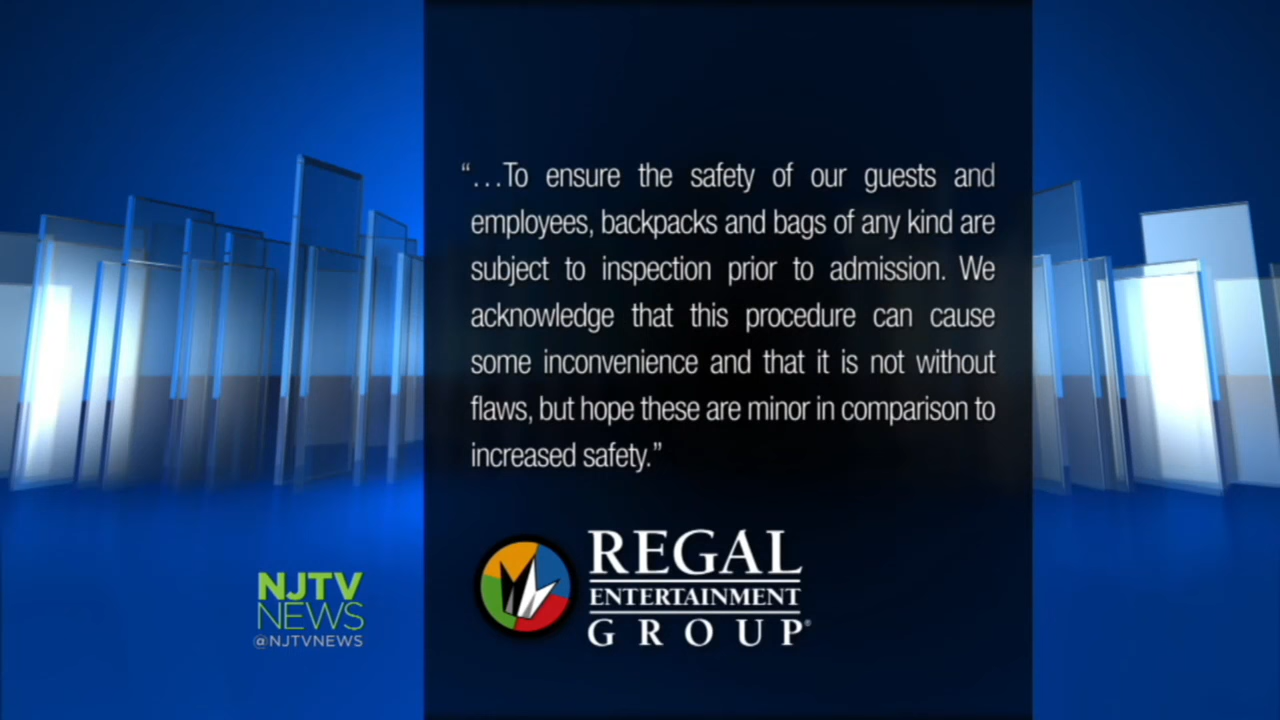 “…To ensure the safety of our guests and
employees, backpacks and bags of any kind are
subject to inspection prior to admission. We
acknowledge that this procedure can cause
some inconvenience and that it is not without
flaws, but hope these are minor in comparison to
increased safety.”
REGAL
ENTERTAINMENT
GROUP®
NJTV
NEWS
@NJTVNEWS